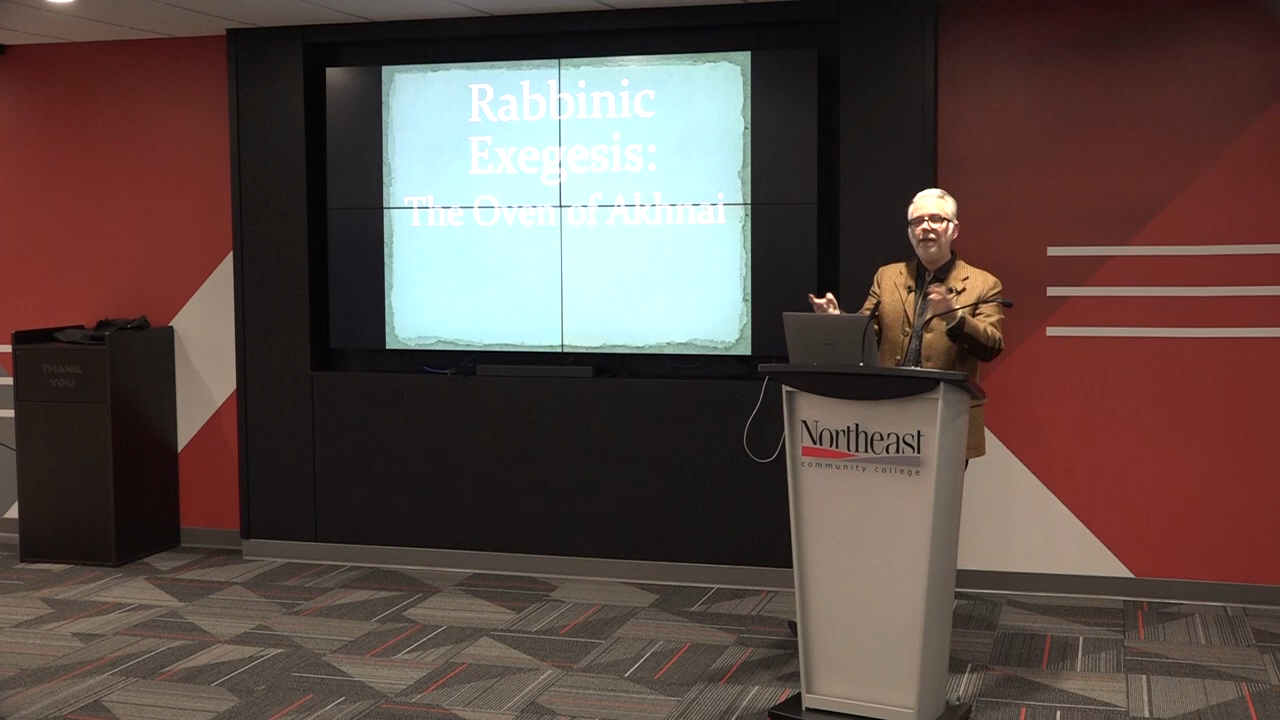 Rabbinic
Exegesis:
The Oven of Akhnai
THANK
YOU
Northeast
community college